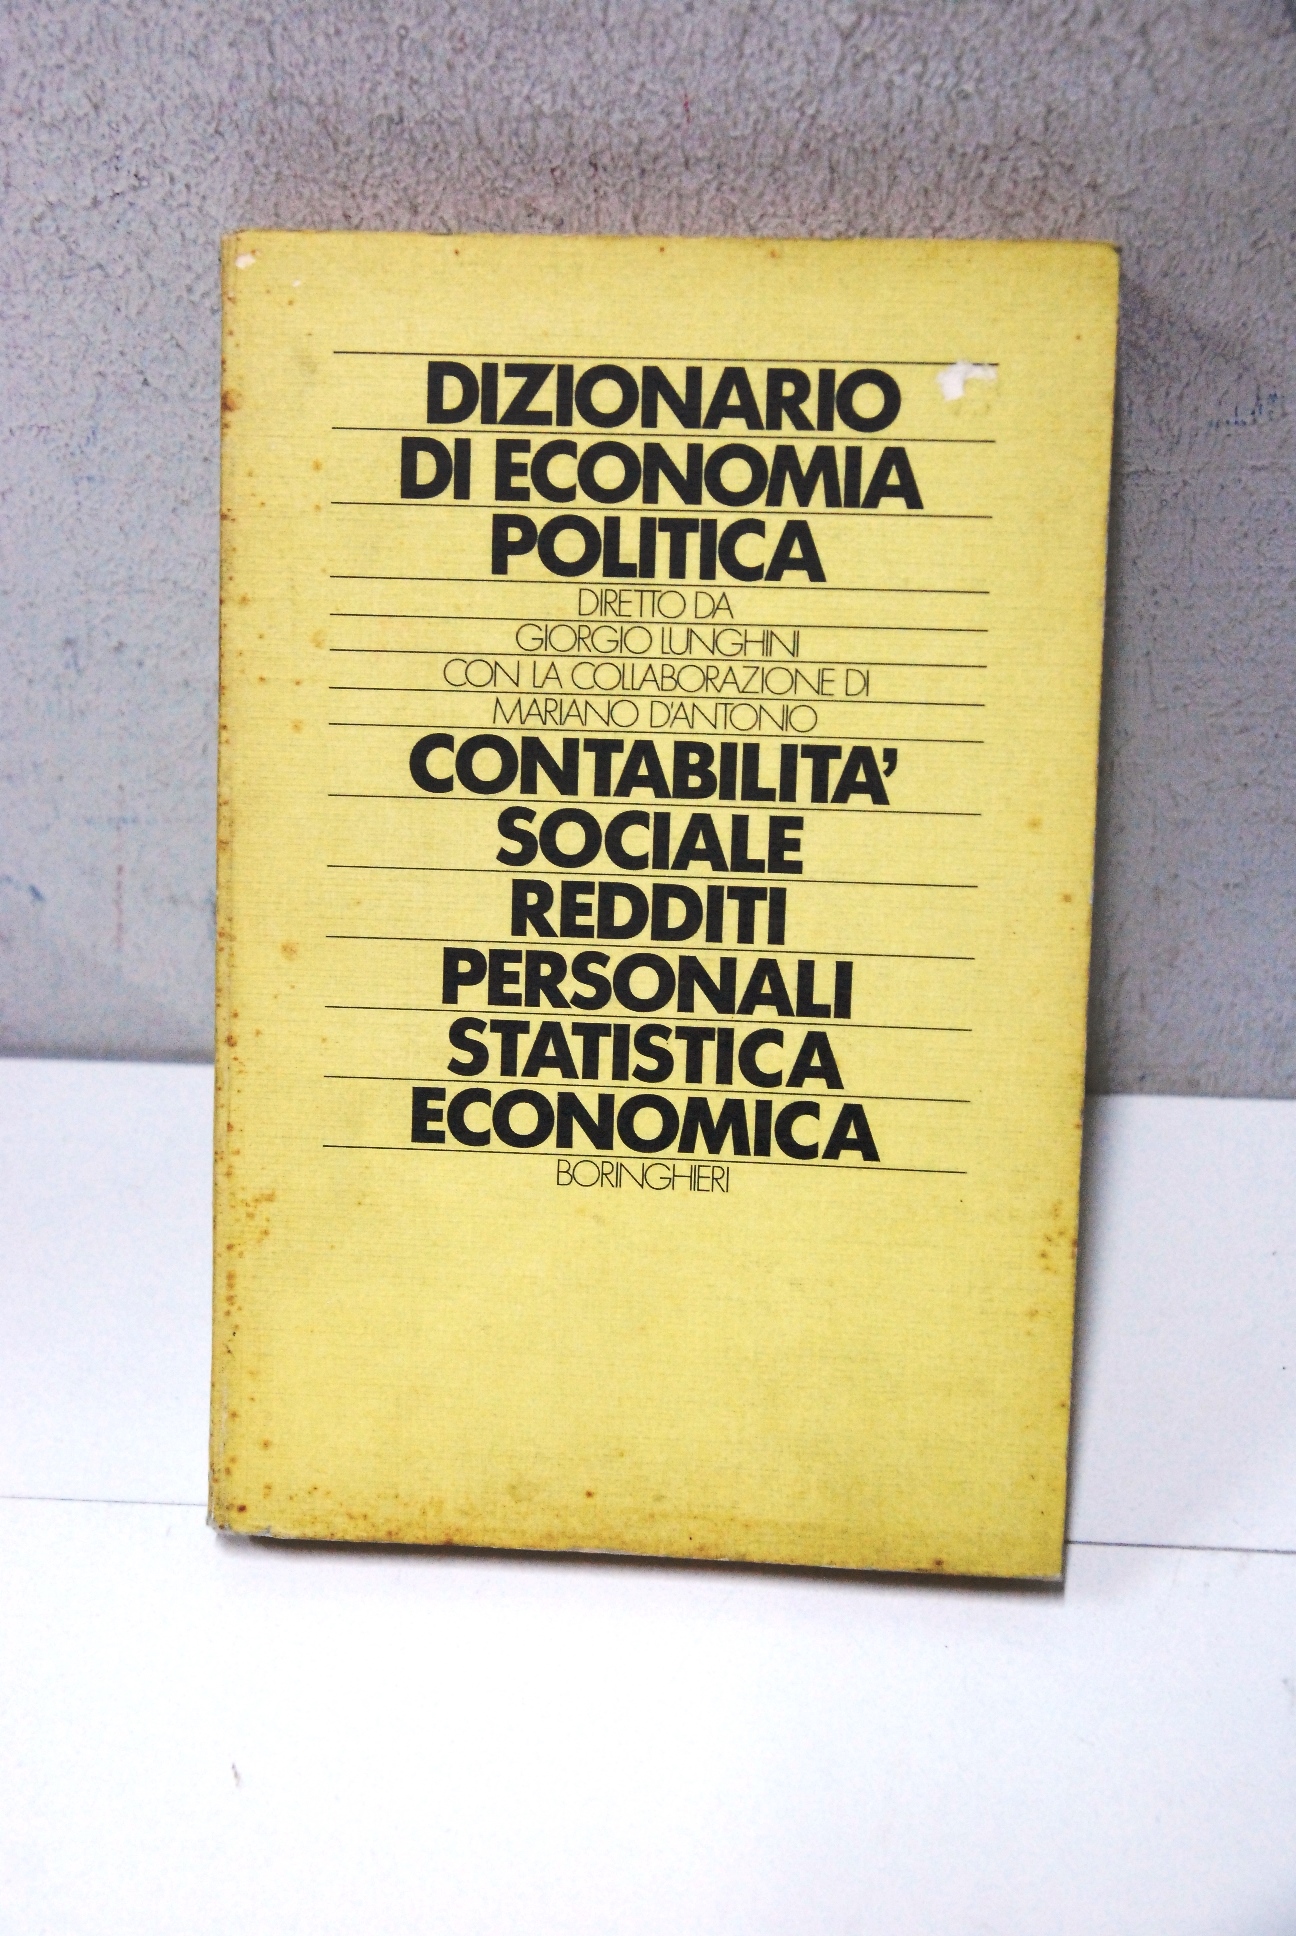 DIZIONARIO
DI ECONOMIA
POLITICA
DIRETTO DA
GIORGIO LUNGHINI
CON LA COLLABORAZIONE DI
MARIANO D'ANTONIO
CONTABILITA'
SOCIALE
REDDITI
PERSONALI
STATISTICA
ECONOMICA
BORINGHIERI